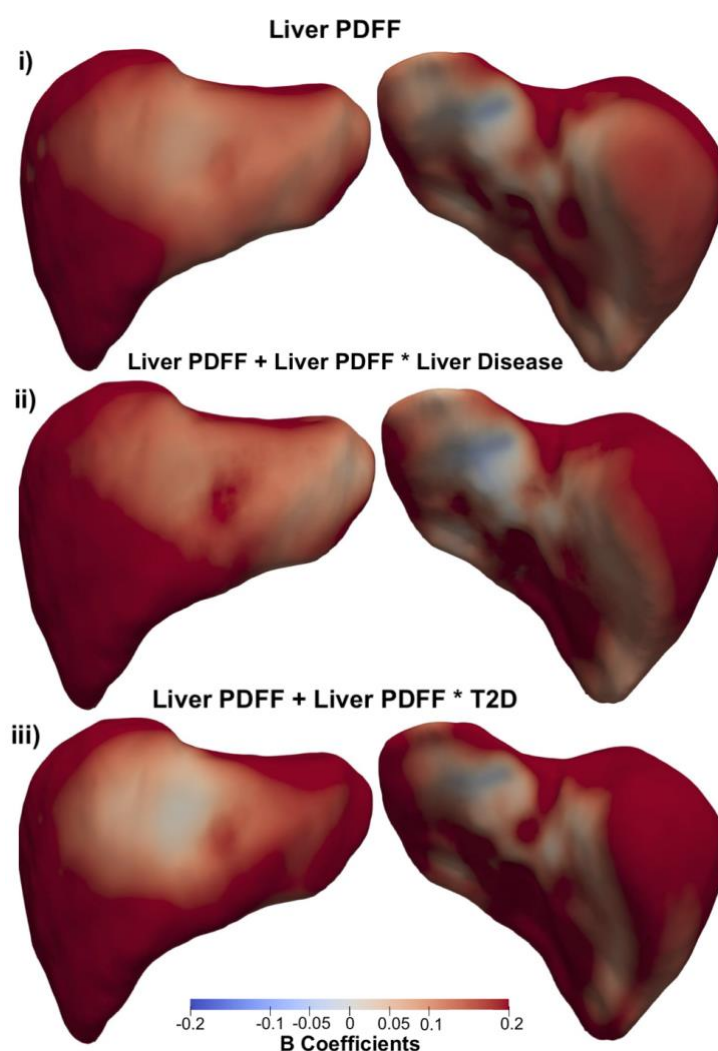 Liver PDFF
i)
Liver PDFF + Liver PDFF * Liver Disease
ii)
Liver PDFF + Liver PDFF * T2D
iii)
-0.2 -0.1 -0.05 0 0.05 0.1 0.2
B Coefficients